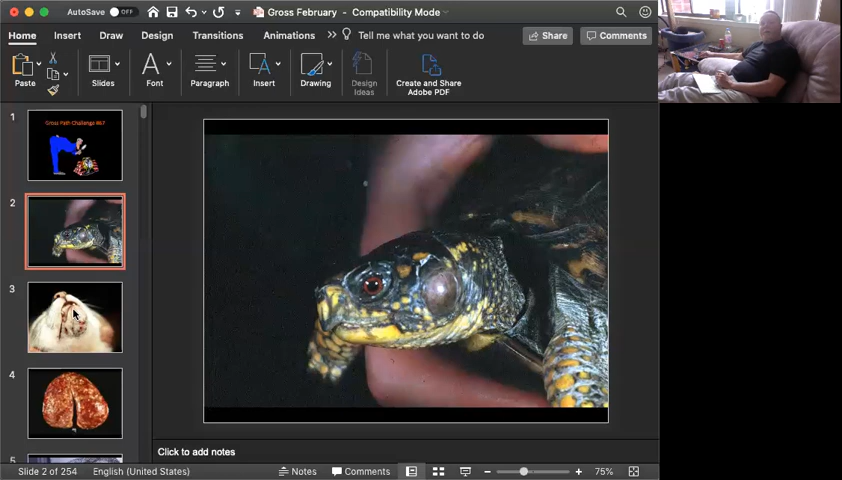 AutoSave OFF Gross February - Compatibility Mode
Home Insert Draw Design Transitions Animations Tell me what you want to do Share Comments
Paste Slides Font Paragraph Insert Drawing Design Ideas Create and Share Adobe PDF
1
Gross Path Challenge #67
2
3
4
5
Click to add notes
Slide 2 of 254 English (United States) Notes Comments 75%